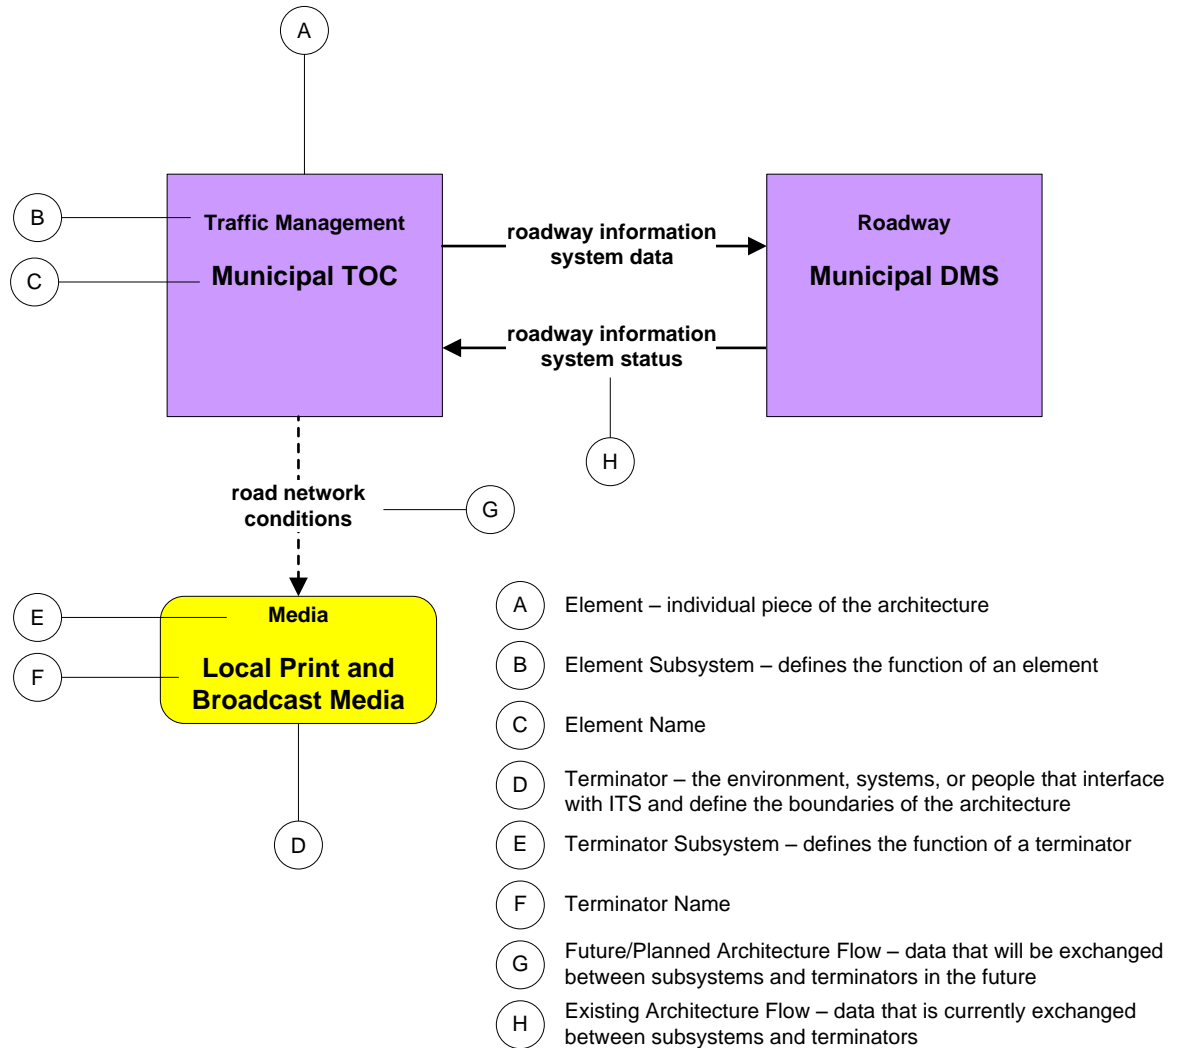 A
B
Traffic Management
C
Municipal TOC
roadway information
system data
Roadway
Municipal DMS
roadway information
system status
H
road network
conditions
G
E
Media
F
Local Print and
Broadcast Media
D
A Element – individual piece of the architecture
B Element Subsystem – defines the function of an element
C Element Name
D Terminator – the environment, systems, or people that interface
with ITS and define the boundaries of the architecture
E Terminator Subsystem – defines the function of a terminator
F Terminator Name
G Future/Planned Architecture Flow – data that will be exchanged
between subsystems and terminators in the future
H Existing Architecture Flow – data that is currently exchanged
between subsystems and terminators